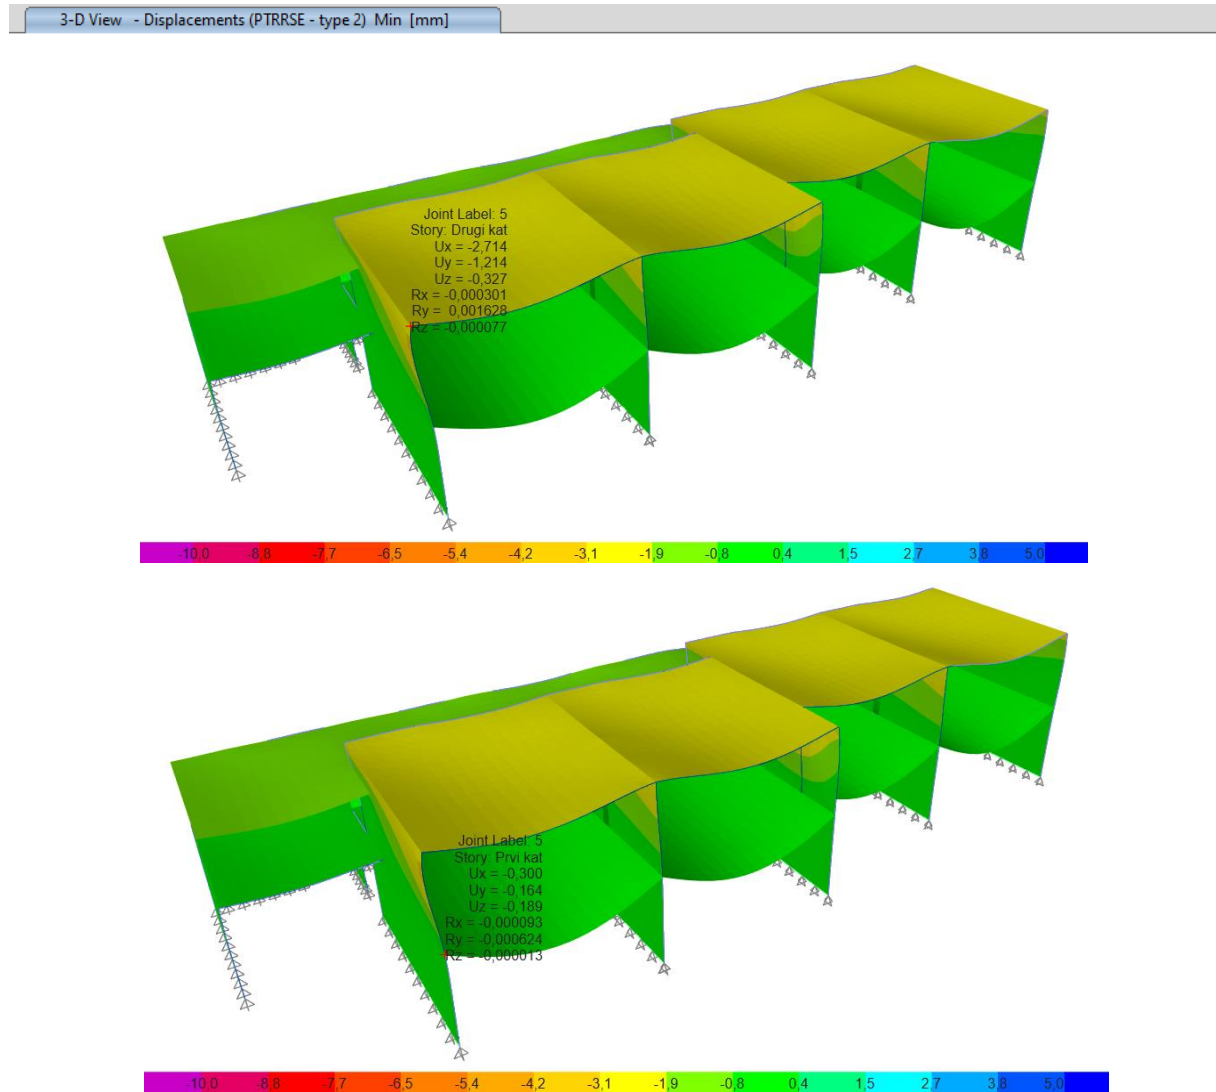 3-D View - Displacements (PTRRSE - type 2) Min [mm]
Joint Label: 5
Story: Drugi kat
Ux = -2,714
Uy = -1,214
Uz = -0,327
Rx = -0,000301
Ry = 0,001628
Rz = -0,000077
-10,0 -8,8 -7,7 -6,5 -5,4 -4,2 -3,1 -1,9 -0,8 0,4 1,5 2,7 3,8 5,0
Joint Label: 5
Story: Prvi kat
Ux = -0,300
Uy = -0,164
Uz = -0,189
Rx = -0,000093
Ry = -0,000624
Rz = -0,000013
-10,0 -8,8 -7,7 -6,5 -5,4 -4,2 -3,1 -1,9 -0,8 0,4 1,5 2,7 3,8 5,0